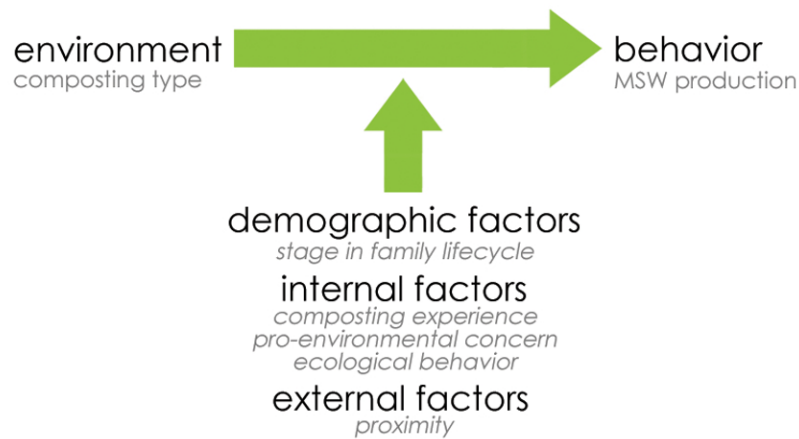 environment
composting type
behavior
MSW production
demographic factors
stage in family lifecycle
internal factors
composting experience
pro-environmental concern
ecological behavior
external factors
proximity